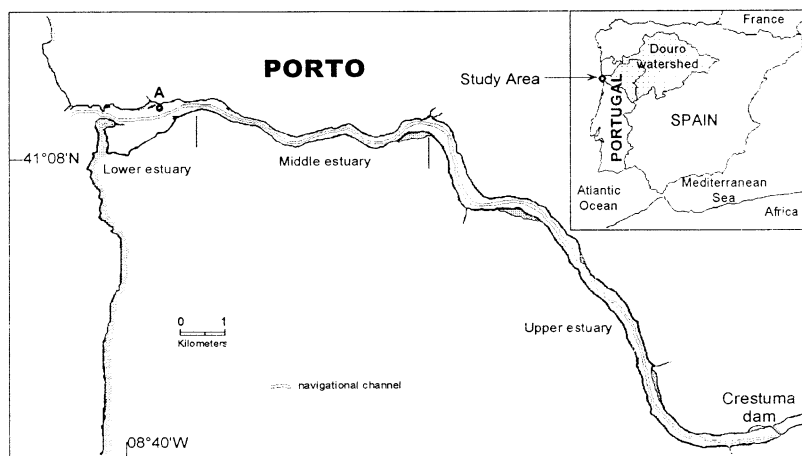 PORTO
A
41°08'N
Lower estuary
Middle estuary
Upper estuary
0 1
Kilometers
navigational channel
Crestuma
dam
08°40'W
France
Douro
watershed
Study Area
PORTUGAL
SPAIN
Atlantic
Ocean
Mediterranean
Sea
Africa